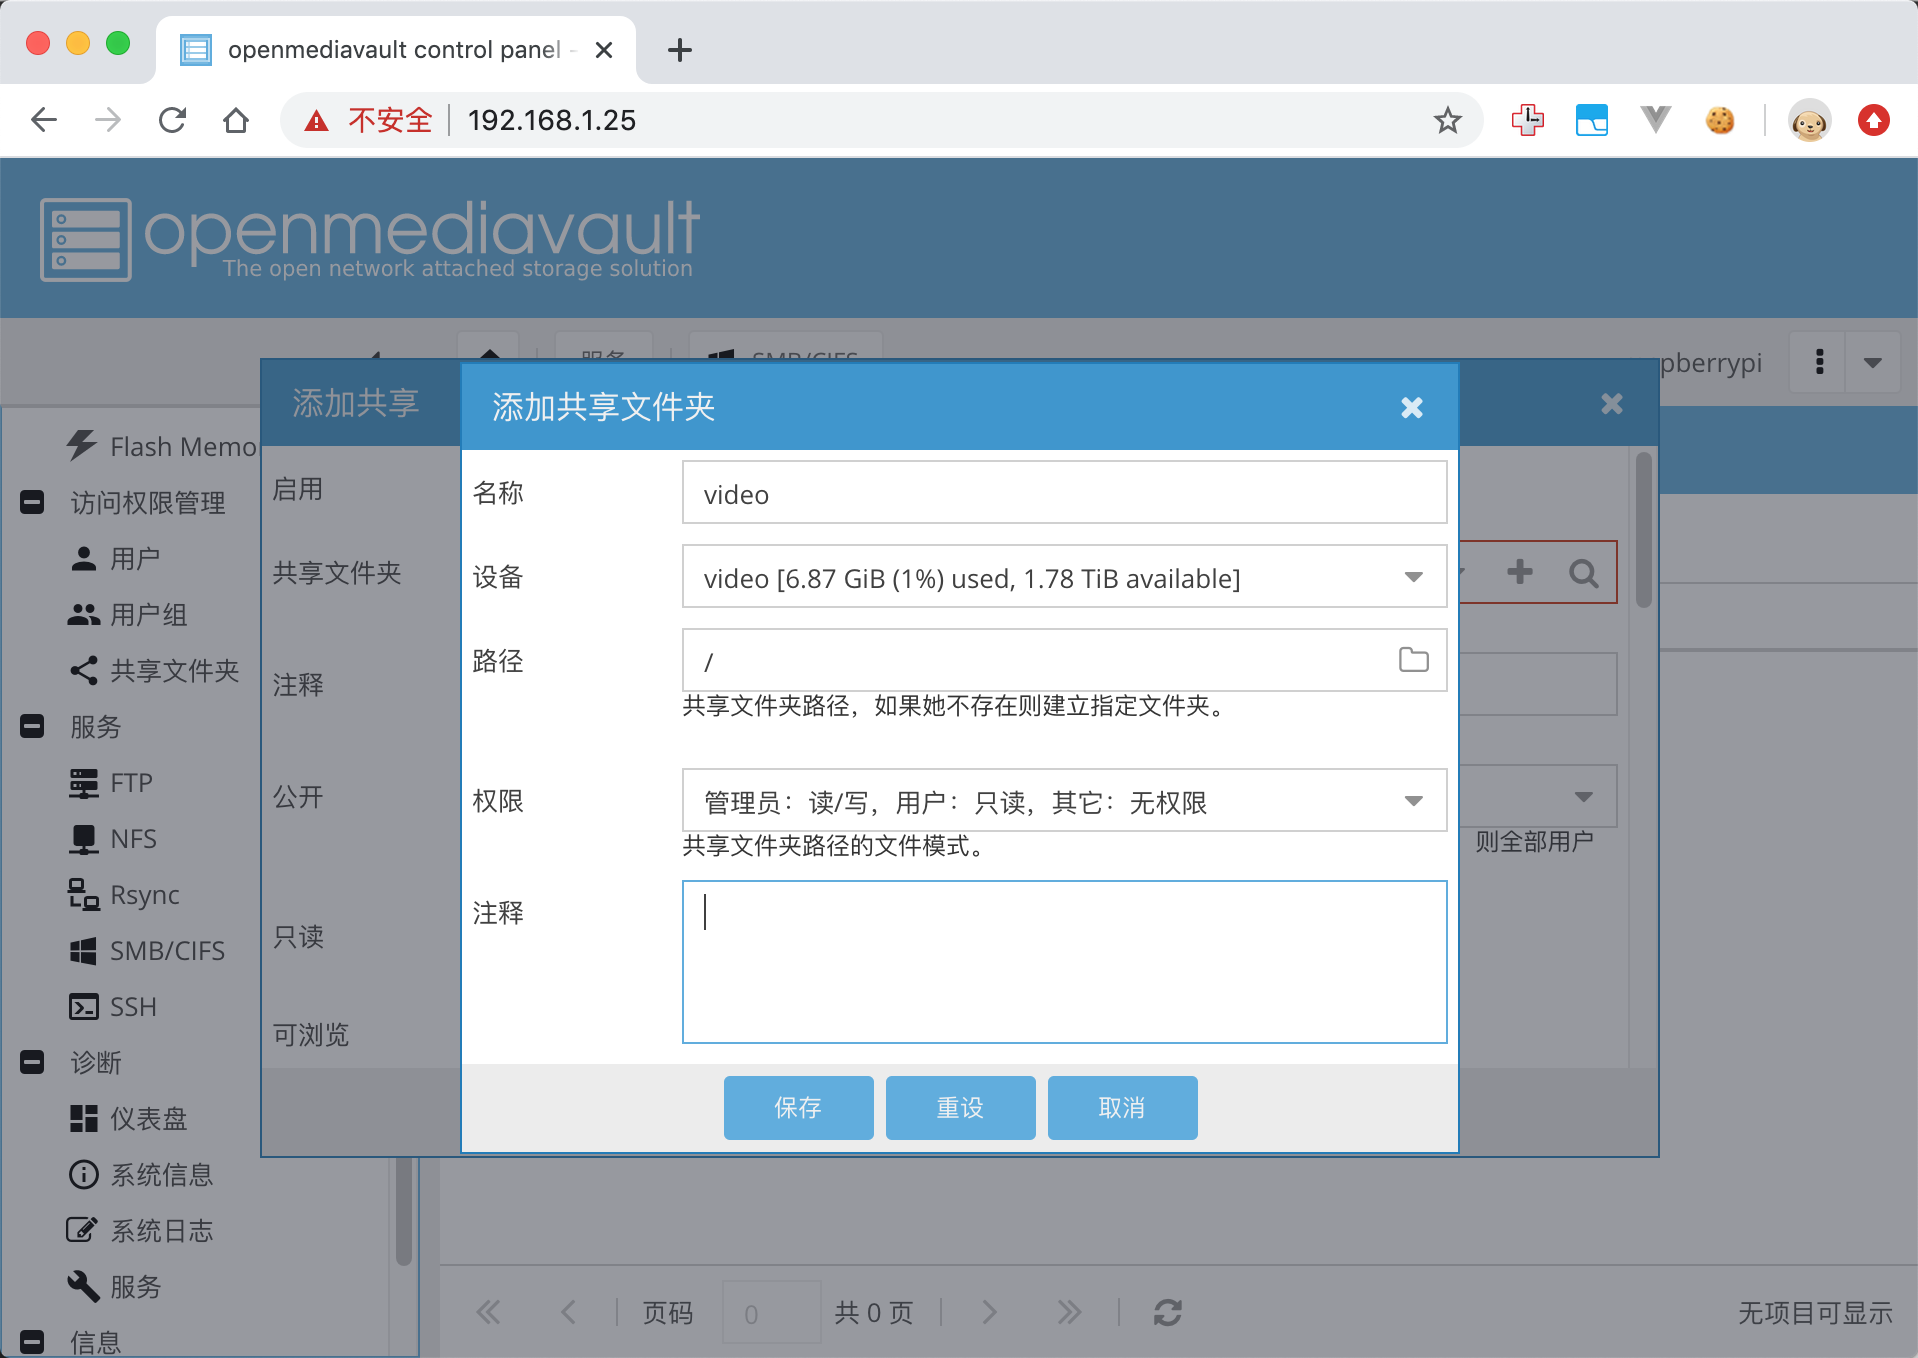 openmediavault control panel -
不安全
192.168.1.25
openmediavault
The open network attached storage solution
服务
SMB/CIFS
pberrypi
添加共享
添加共享文件夹
Flash Memo
访问权限管理
用户
用户组
共享文件夹
服务
FTP
NFS
Rsync
SMB/CIFS
SSH
诊断
仪表盘
系统信息
系统日志
服务
信息
启用
共享文件夹
注释
公开
则全部用户
只读
可浏览
名称
video
设备
video [6.87 GiB (1%) used, 1.78 TiB available]
路径
/
共享文件夹路径，如果她不存在则建立指定文件夹。
权限
管理员：读/写，用户：只读，其它：无权限
共享文件夹路径的文件模式。
注释
保存
重设
取消
页码
0
共 0 页
无项目可显示